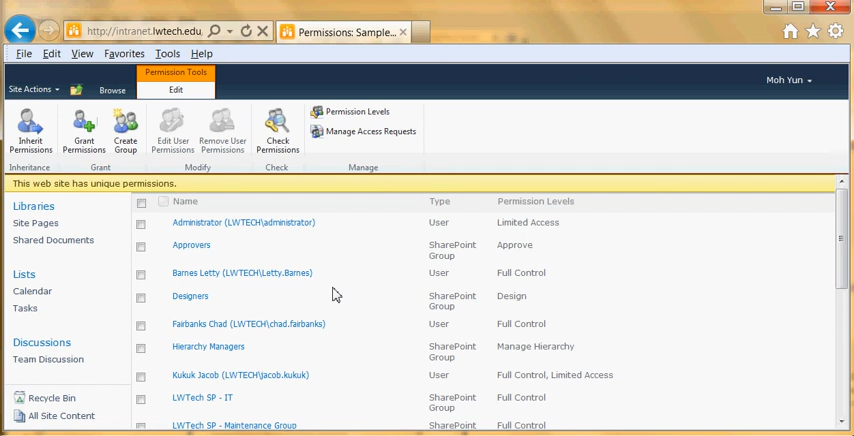 http://intranet.lwtech.edu,
Permissions: Sample...
File Edit View Favorites Tools Help
Permission Tools
Site Actions Browse Edit
Moh Yun
Inherit Permissions
Grant Permissions
Create Group
Edit User Permissions
Remove User Permissions
Check Permissions
Permission Levels
Manage Access Requests
Inheritance Grant Modify Check Manage
This web site has unique permissions.
Libraries
Site Pages
Shared Documents
Lists
Calendar
Tasks
Discussions
Team Discussion
Recycle Bin
All Site Content
Name Type Permission Levels
Administrator (LWTECH\administrator) User Limited Access
Approvers SharePoint Group Approve
Barnes Letty (LWTECH\Letty.Barnes) User Full Control
Designers SharePoint Group Design
Fairbanks Chad (LWTECH\chad.fairbanks) User Full Control
Hierarchy Managers SharePoint Group Manage Hierarchy
Kukuk Jacob (LWTECH\jacob.kukuk) User Full Control, Limited Access
LWTech SP - IT SharePoint Group Full Control
LWTech SP - Maintenance Group SharePoint Full Control